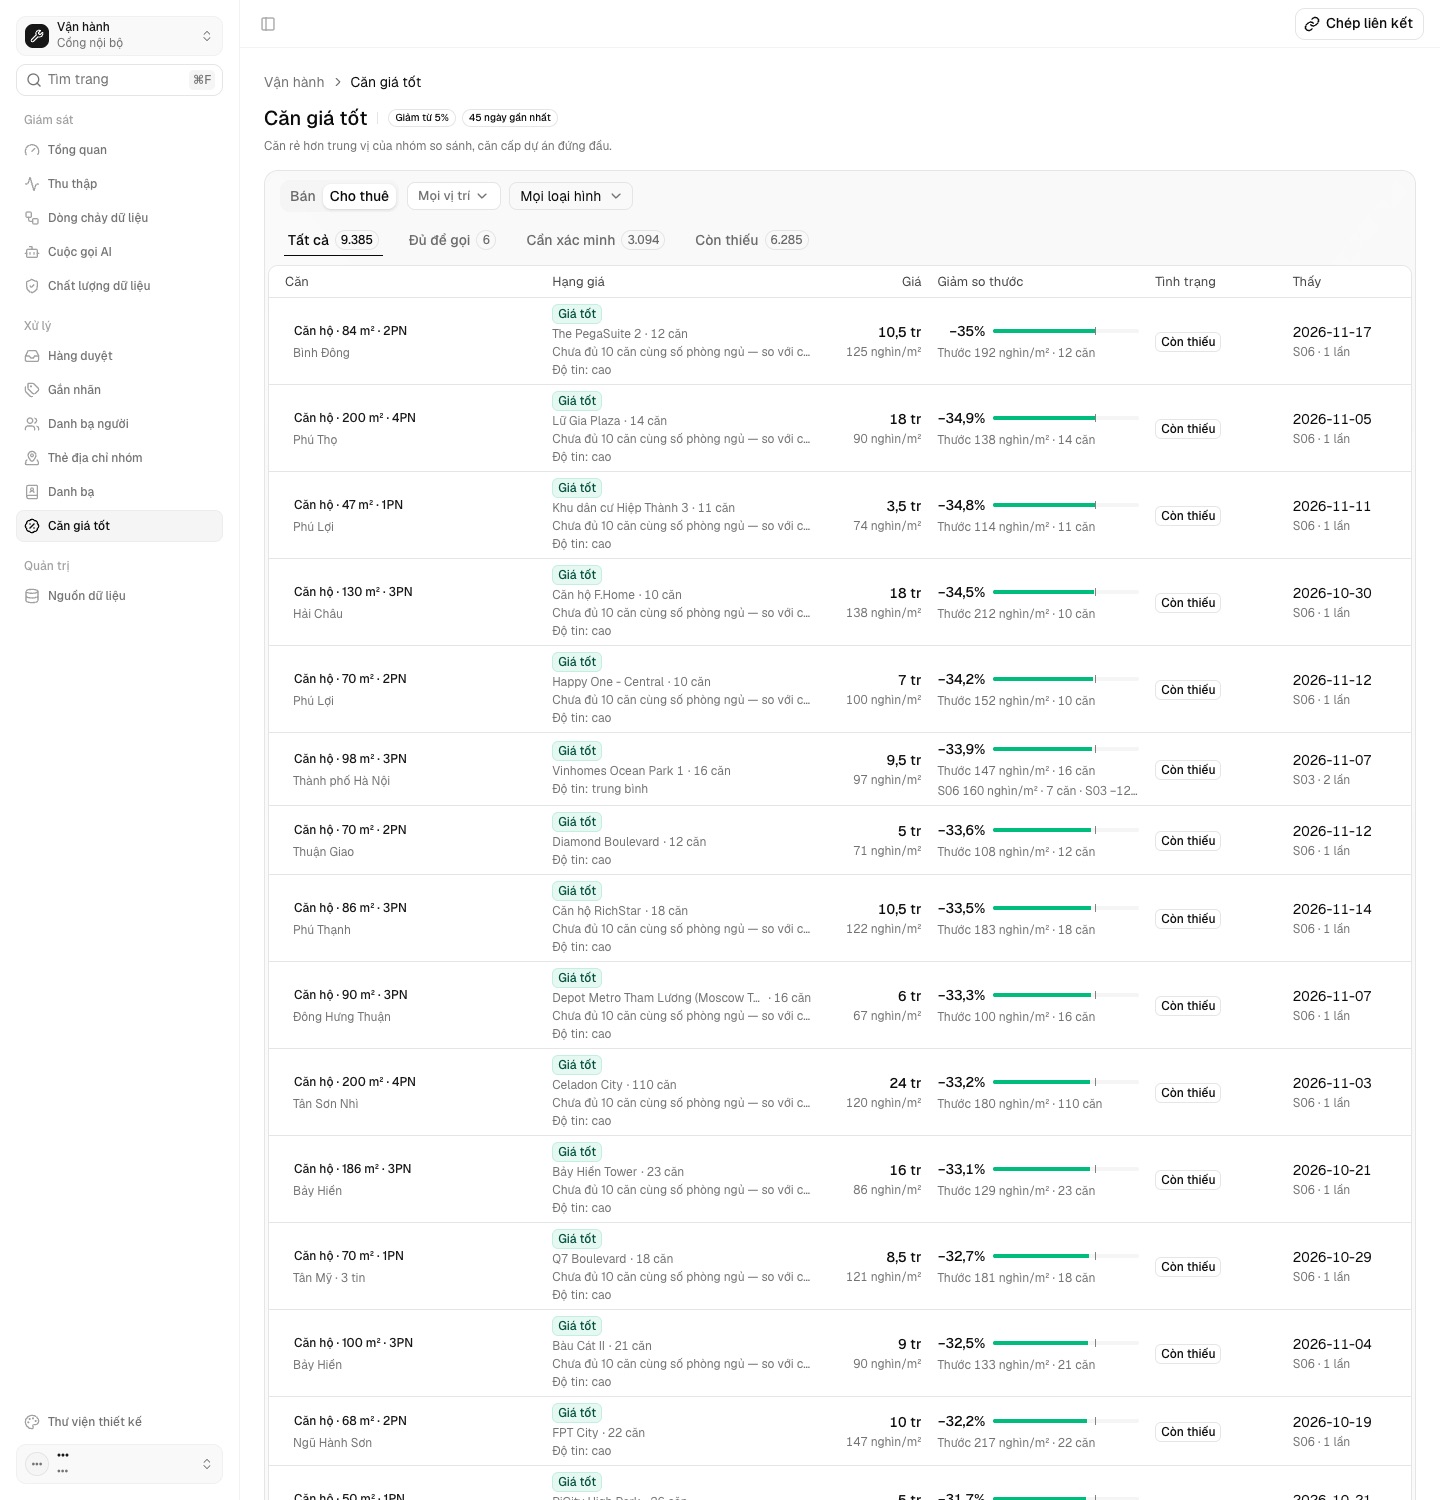 Vận hành
Cổng nội bộ
Tìm trang
⌘F
Giám sát
Tổng quan
Thu thập
Dòng chảy dữ liệu
Cuộc gọi AI
Chất lượng dữ liệu
Xử lý
Hàng duyệt
Gắn nhãn
Danh bạ người
Thẻ địa chỉ nhóm
Danh bạ
Căn giá tốt
Quản trị
Nguồn dữ liệu
Thư viện thiết kế
Chép liên kết
Vận hành > Căn giá tốt
Căn giá tốt
Giảm từ 5%
45 ngày gần nhất
Căn rẻ hơn trung vị của nhóm so sánh, căn cấp dự án đứng đầu.
Bán
Cho thuê
Mọi vị trí
Mọi loại hình
Tất cả 9.385
Đủ để gọi 6
Cần xác minh 3.094
Còn thiếu 6.285
Căn Hạng giá Giá Giảm so thước Tình trạng Thấy
Căn hộ · 84 m² · 2PN
Bình Đông
Giá tốt
The PegaSuite 2 · 12 căn
Chưa đủ 10 căn cùng số phòng ngủ — so với c…
Độ tin: cao
10,5 tr
125 nghìn/m²
−35%
Thước 192 nghìn/m² · 12 căn
Còn thiếu
2026-11-17
S06 · 1 lần
Căn hộ · 200 m² · 4PN
Phú Thọ
Giá tốt
Lữ Gia Plaza · 14 căn
Chưa đủ 10 căn cùng số phòng ngủ — so với c…
Độ tin: cao
18 tr
90 nghìn/m²
−34,9%
Thước 138 nghìn/m² · 14 căn
Còn thiếu
2026-11-05
S06 · 1 lần
Căn hộ · 47 m² · 1PN
Phú Lợi
Giá tốt
Khu dân cư Hiệp Thành 3 · 11 căn
Chưa đủ 10 căn cùng số phòng ngủ — so với c…
Độ tin: cao
3,5 tr
74 nghìn/m²
−34,8%
Thước 114 nghìn/m² · 11 căn
Còn thiếu
2026-11-11
S06 · 1 lần
Căn hộ · 130 m² · 3PN
Hải Châu
Giá tốt
Căn hộ F.Home · 10 căn
Chưa đủ 10 căn cùng số phòng ngủ — so với c…
Độ tin: cao
18 tr
138 nghìn/m²
−34,5%
Thước 212 nghìn/m² · 10 căn
Còn thiếu
2026-10-30
S06 · 1 lần
Căn hộ · 70 m² · 2PN
Phú Lợi
Giá tốt
Happy One - Central · 10 căn
Chưa đủ 10 căn cùng số phòng ngủ — so với c…
Độ tin: cao
7 tr
100 nghìn/m²
−34,2%
Thước 152 nghìn/m² · 10 căn
Còn thiếu
2026-11-12
S06 · 1 lần
Căn hộ · 98 m² · 3PN
Thành phố Hà Nội
Giá tốt
Vinhomes Ocean Park 1 · 16 căn
Độ tin: trung bình
9,5 tr
97 nghìn/m²
−33,9%
Thước 147 nghìn/m² · 16 căn
S06 160 nghìn/m² · 7 căn · S03 −12…
Còn thiếu
2026-11-07
S03 · 2 lần
Căn hộ · 70 m² · 2PN
Thuận Giao
Giá tốt
Diamond Boulevard · 12 căn
Độ tin: cao
5 tr
71 nghìn/m²
−33,6%
Thước 108 nghìn/m² · 12 căn
Còn thiếu
2026-11-12
S06 · 1 lần
Căn hộ · 86 m² · 3PN
Phú Thạnh
Giá tốt
Căn hộ RichStar · 18 căn
Chưa đủ 10 căn cùng số phòng ngủ — so với c…
Độ tin: cao
10,5 tr
122 nghìn/m²
−33,5%
Thước 183 nghìn/m² · 18 căn
Còn thiếu
2026-11-14
S06 · 1 lần
Căn hộ · 90 m² · 3PN
Đông Hưng Thuận
Giá tốt
Depot Metro Tham Lương (Moscow T… · 16 căn
Chưa đủ 10 căn cùng số phòng ngủ — so với c…
Độ tin: cao
6 tr
67 nghìn/m²
−33,3%
Thước 100 nghìn/m² · 16 căn
Còn thiếu
2026-11-07
S06 · 1 lần
Căn hộ · 200 m² · 4PN
Tân Sơn Nhì
Giá tốt
Celadon City · 110 căn
Chưa đủ 10 căn cùng số phòng ngủ — so với c…
Độ tin: cao
24 tr
120 nghìn/m²
−33,2%
Thước 180 nghìn/m² · 110 căn
Còn thiếu
2026-11-03
S06 · 1 lần
Căn hộ · 186 m² · 3PN
Bảy Hiền
Giá tốt
Bảy Hiền Tower · 23 căn
Chưa đủ 10 căn cùng số phòng ngủ — so với c…
Độ tin: cao
16 tr
86 nghìn/m²
−33,1%
Thước 129 nghìn/m² · 23 căn
Còn thiếu
2026-10-21
S06 · 1 lần
Căn hộ · 70 m² · 1PN
Tân Mỹ · 3 tin
Giá tốt
Q7 Boulevard · 18 căn
Chưa đủ 10 căn cùng số phòng ngủ — so với c…
Độ tin: cao
8,5 tr
121 nghìn/m²
−32,7%
Thước 181 nghìn/m² · 18 căn
Còn thiếu
2026-10-29
S06 · 1 lần
Căn hộ · 100 m² · 3PN
Bảy Hiền
Giá tốt
Bàu Cát II · 21 căn
Chưa đủ 10 căn cùng số phòng ngủ — so với c…
Độ tin: cao
9 tr
90 nghìn/m²
−32,5%
Thước 133 nghìn/m² · 21 căn
Còn thiếu
2026-11-04
S06 · 1 lần
Căn hộ · 68 m² · 2PN
Ngũ Hành Sơn
Giá tốt
FPT City · 22 căn
Độ tin: cao
10 tr
147 nghìn/m²
−32,2%
Thước 217 nghìn/m² · 22 căn
Còn thiếu
2026-10-19
S06 · 1 lần
Căn hộ · 50 m² · 1PN
Giá tốt
5 tr
−31,7%
2026-10-21